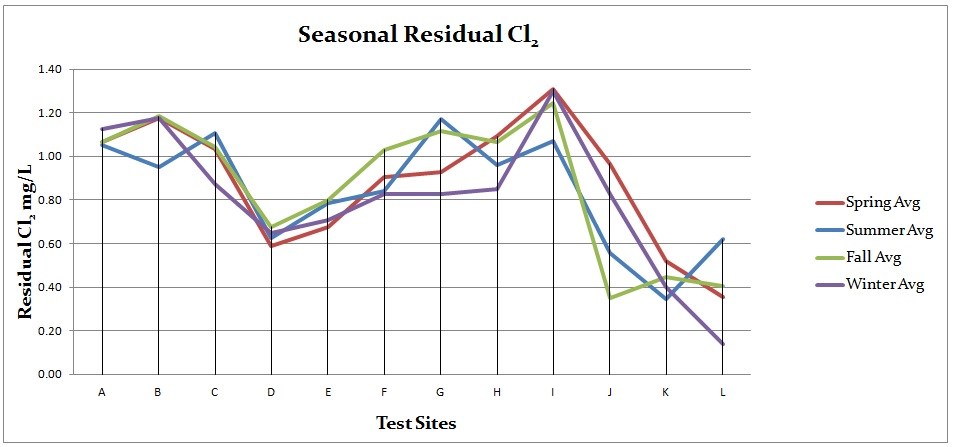 Seasonal Residual Cl₂
Residual Cl₂ mg/L
1.40
1.20
1.00
0.80
0.60
0.40
0.20
0.00
A B C D E F G H I J K L
Test Sites
Spring Avg
Summer Avg
Fall Avg
Winter Avg